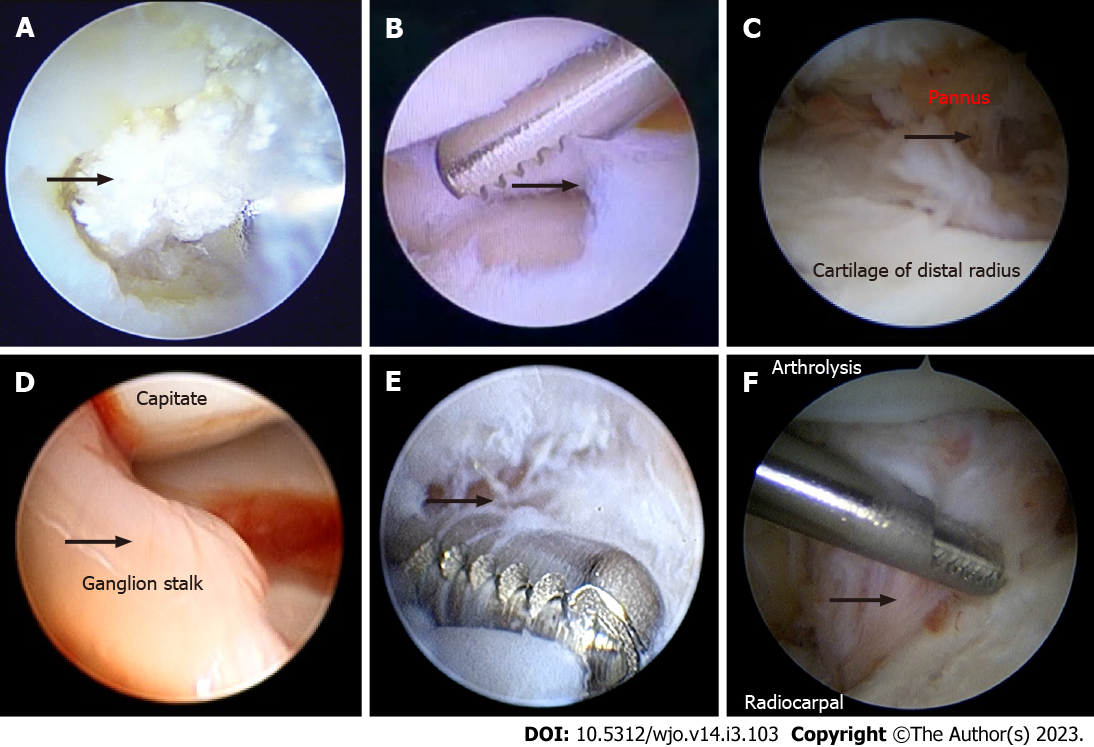 A
B
C
Pannus
Cartilage of distal radius
D
Capitate
Ganglion stalk
E
F
Arthrolysis
Radiocarpal
DOI: 10.5312/wjo.v14.i3.103 Copyright ©The Author(s) 2023.